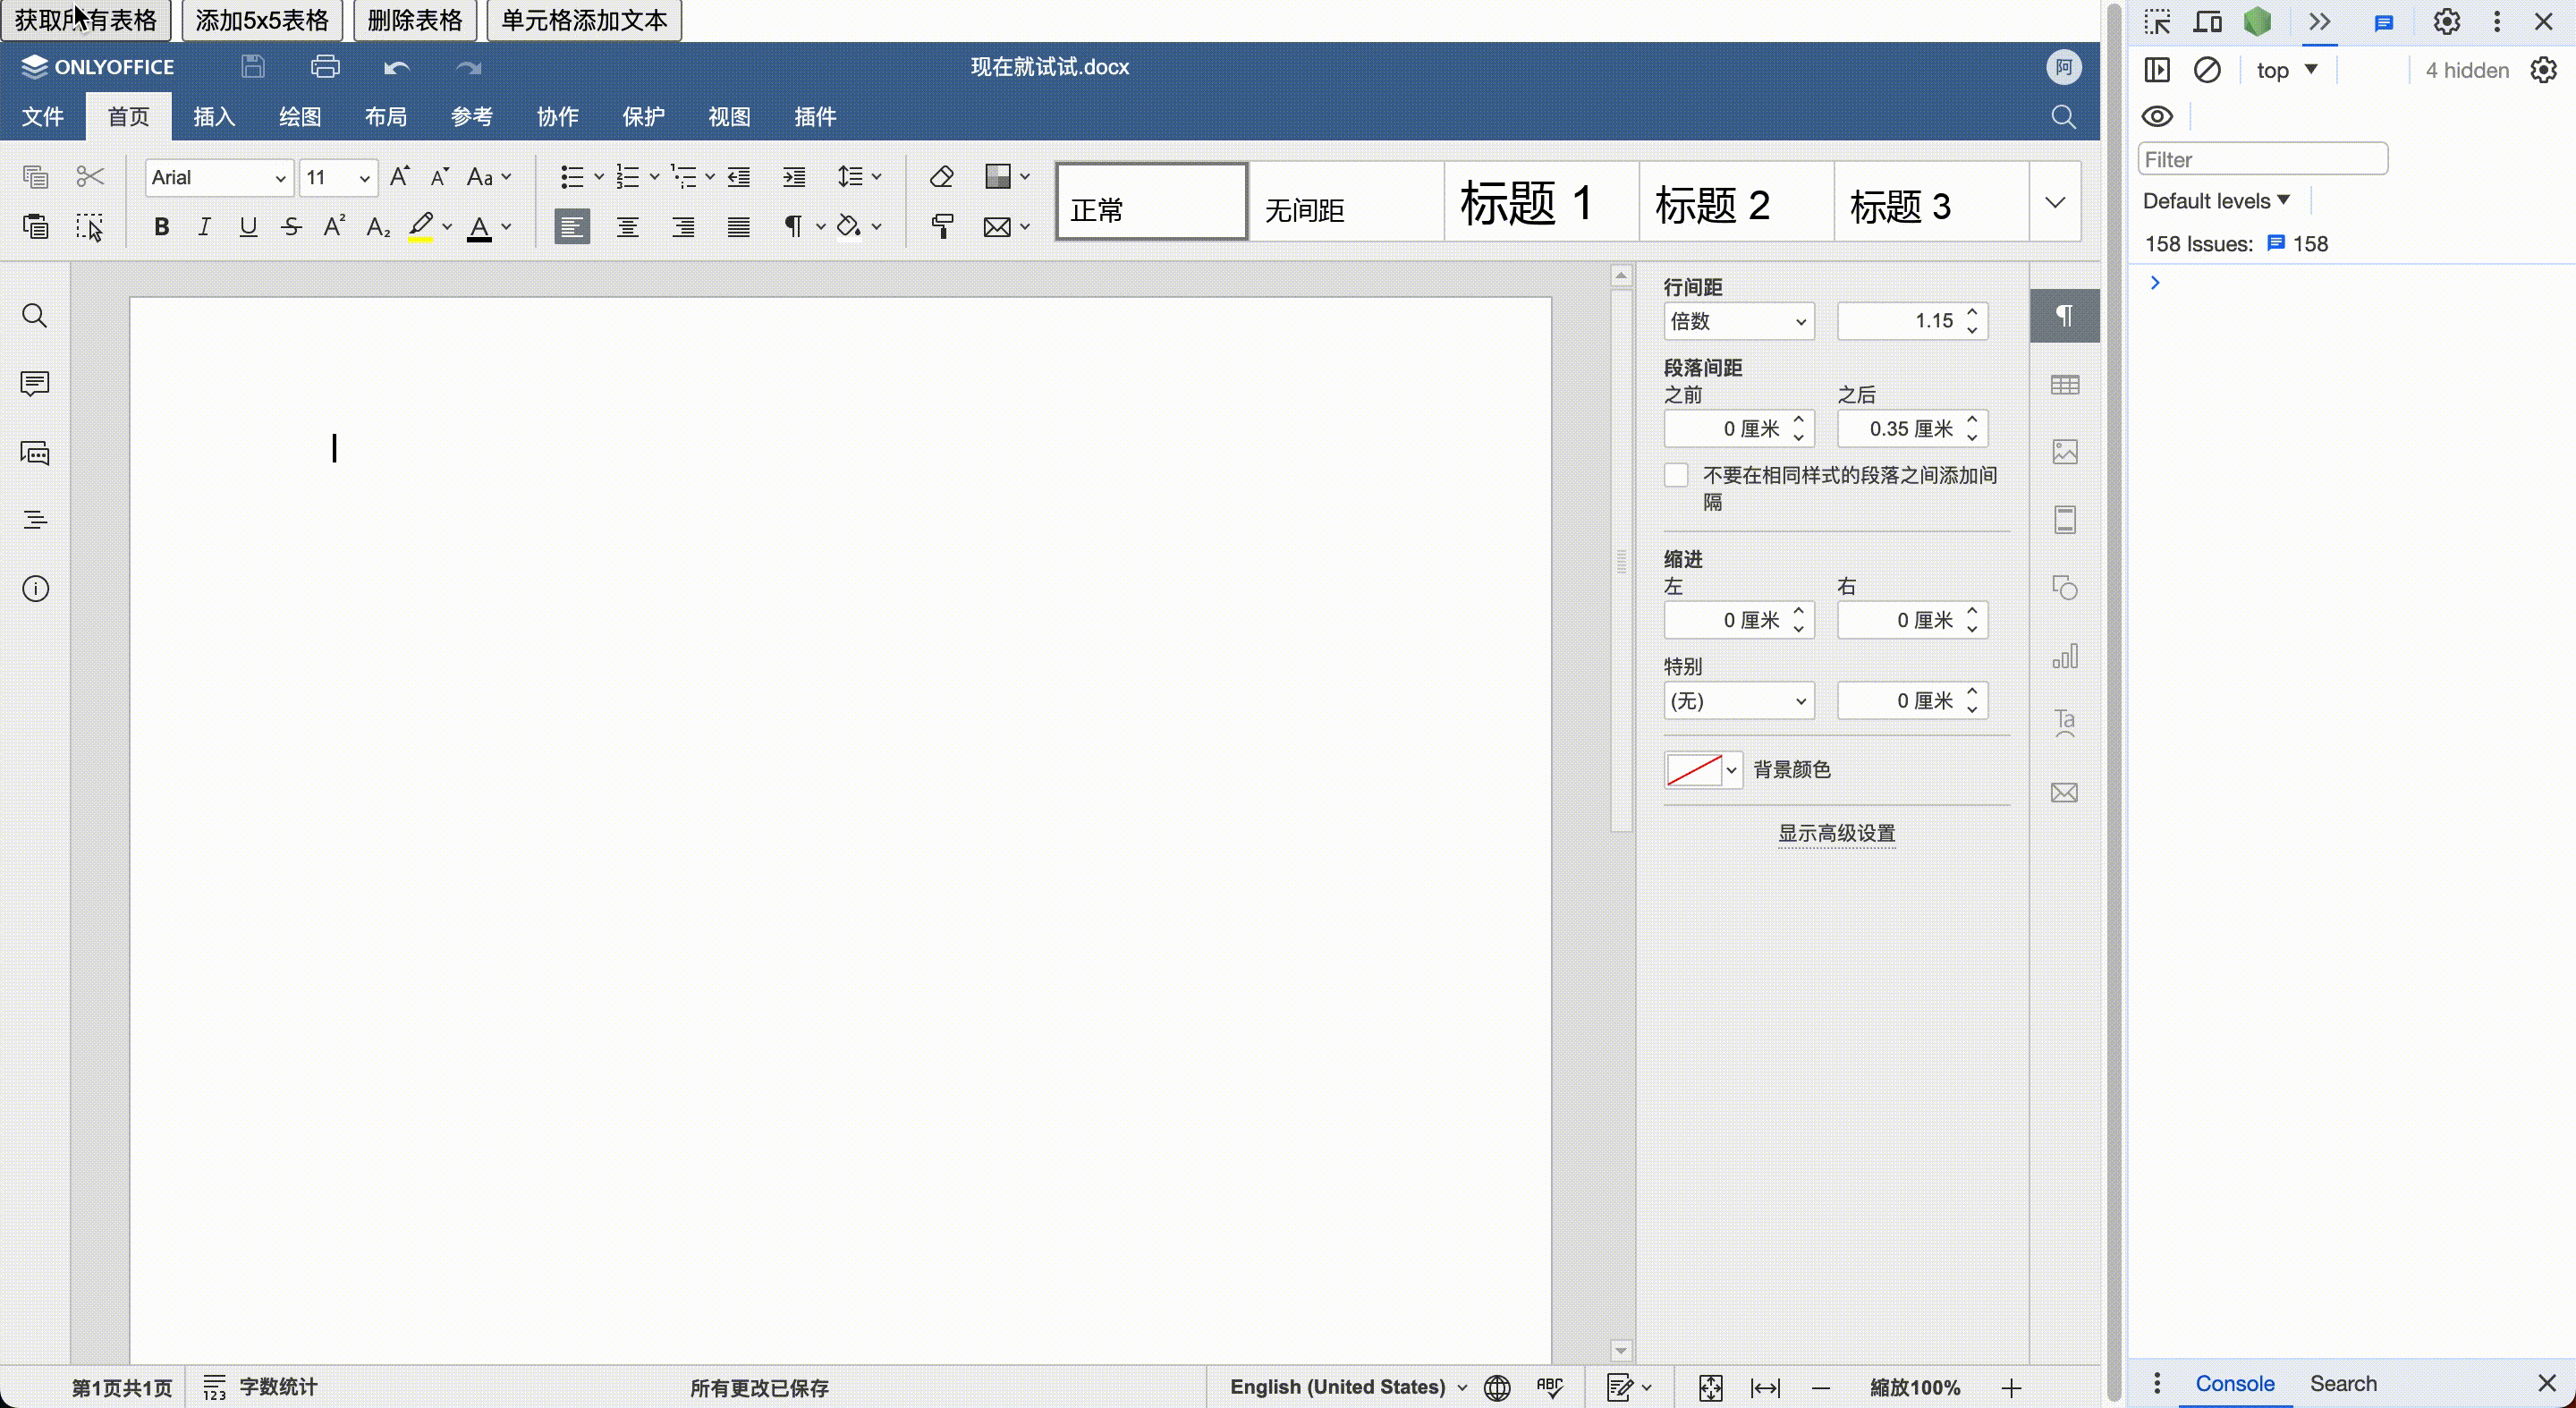 获取所有表格 添加5x5表格 删除表格 单元格添加文本
ONLYOFFICE 现在就试试.docx 阿
文件 首页 插入 绘图 布局 参考 协作 保护 视图 插件
Arial 11 Aa
B I U S A² A₂ A
正常 无间距 标题 1 标题 2 标题 3
行间距
倍数 1.15
段落间距
之前 之后
0 厘米 0.35 厘米
不要在相同样式的段落之间添加间
隔
缩进
左 右
0 厘米 0 厘米
特别
(无) 0 厘米
背景颜色
显示高级设置
Ta
第1页共1页 123 字数统计 所有更改已保存 English (United States) ABC 縮放100%
top 4 hidden
Filter
Default levels
158 Issues: 158
Console Search